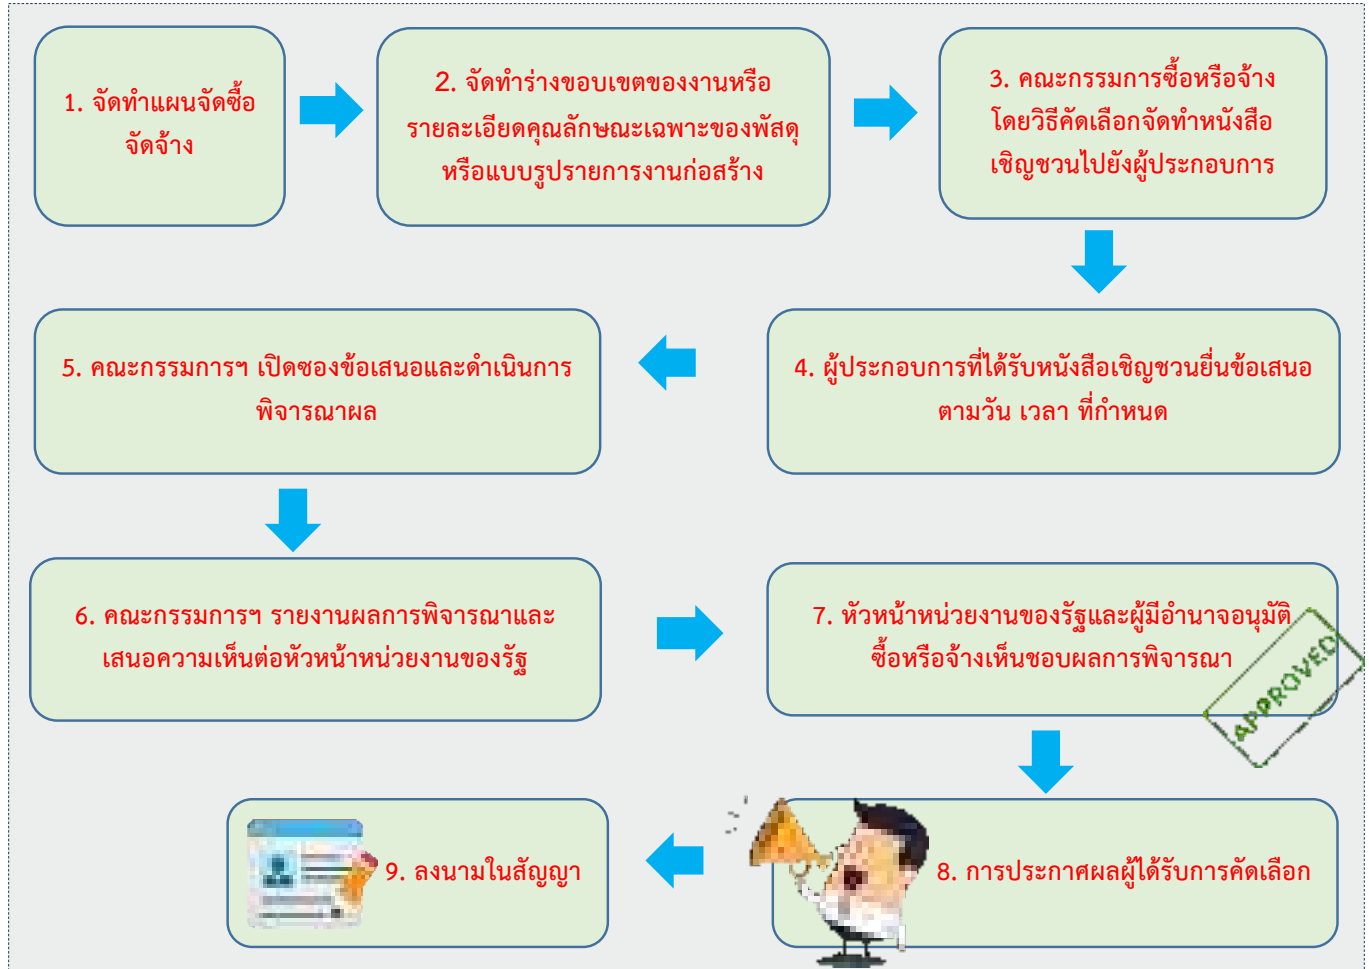 1. จัดทำแผนจัดซื้อ
จัดจ้าง
2. จัดทำร่างขอบเขตของงานหรือ
รายละเอียดคุณลักษณะเฉพาะของพัสดุ
หรือแบบรูปรายการงานก่อสร้าง
3. คณะกรรมการซื้อหรือจ้าง
โดยวิธีคัดเลือกจัดทำหนังสือ
เชิญชวนไปยังผู้ประกอบการ
4. ผู้ประกอบการที่ได้รับหนังสือเชิญชวนยื่นข้อเสนอ
ตามวัน เวลา ที่กำหนด
5. คณะกรรมการฯ เปิดซองข้อเสนอและดำเนินการ
พิจารณาผล
6. คณะกรรมการฯ รายงานผลการพิจารณาและ
เสนอความเห็นต่อหัวหน้าหน่วยงานของรัฐ
7. หัวหน้าหน่วยงานของรัฐและผู้มีอำนาจอนุมัติ
ซื้อหรือจ้างเห็นชอบผลการพิจารณา
APPROVED
8. การประกาศผลผู้ได้รับการคัดเลือก
9. ลงนามในสัญญา